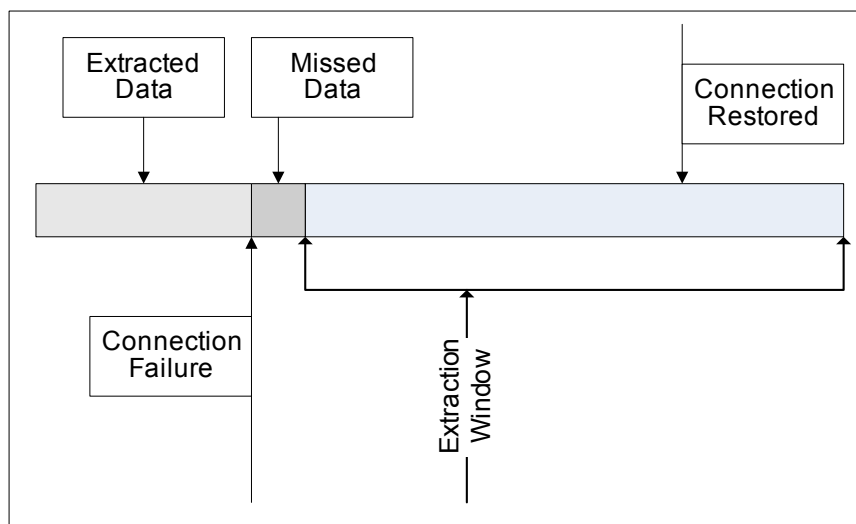 Extracted
Data
Missed
Data
Connection
Restored
Connection
Failure
Extraction
Window